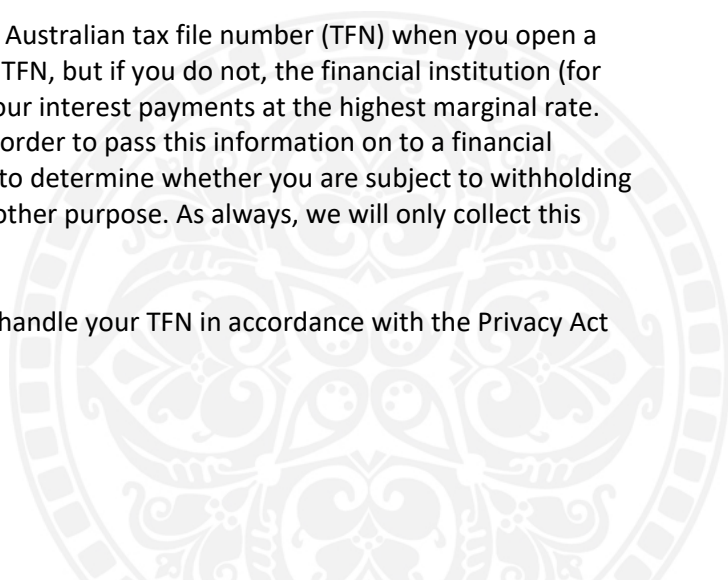 Australian tax file number (TFN) when you open a
TFN, but if you do not, the financial institution (for
our interest payments at the highest marginal rate.
order to pass this information on to a financial
to determine whether you are subject to withholding
other purpose. As always, we will only collect this
handle your TFN in accordance with the Privacy Act